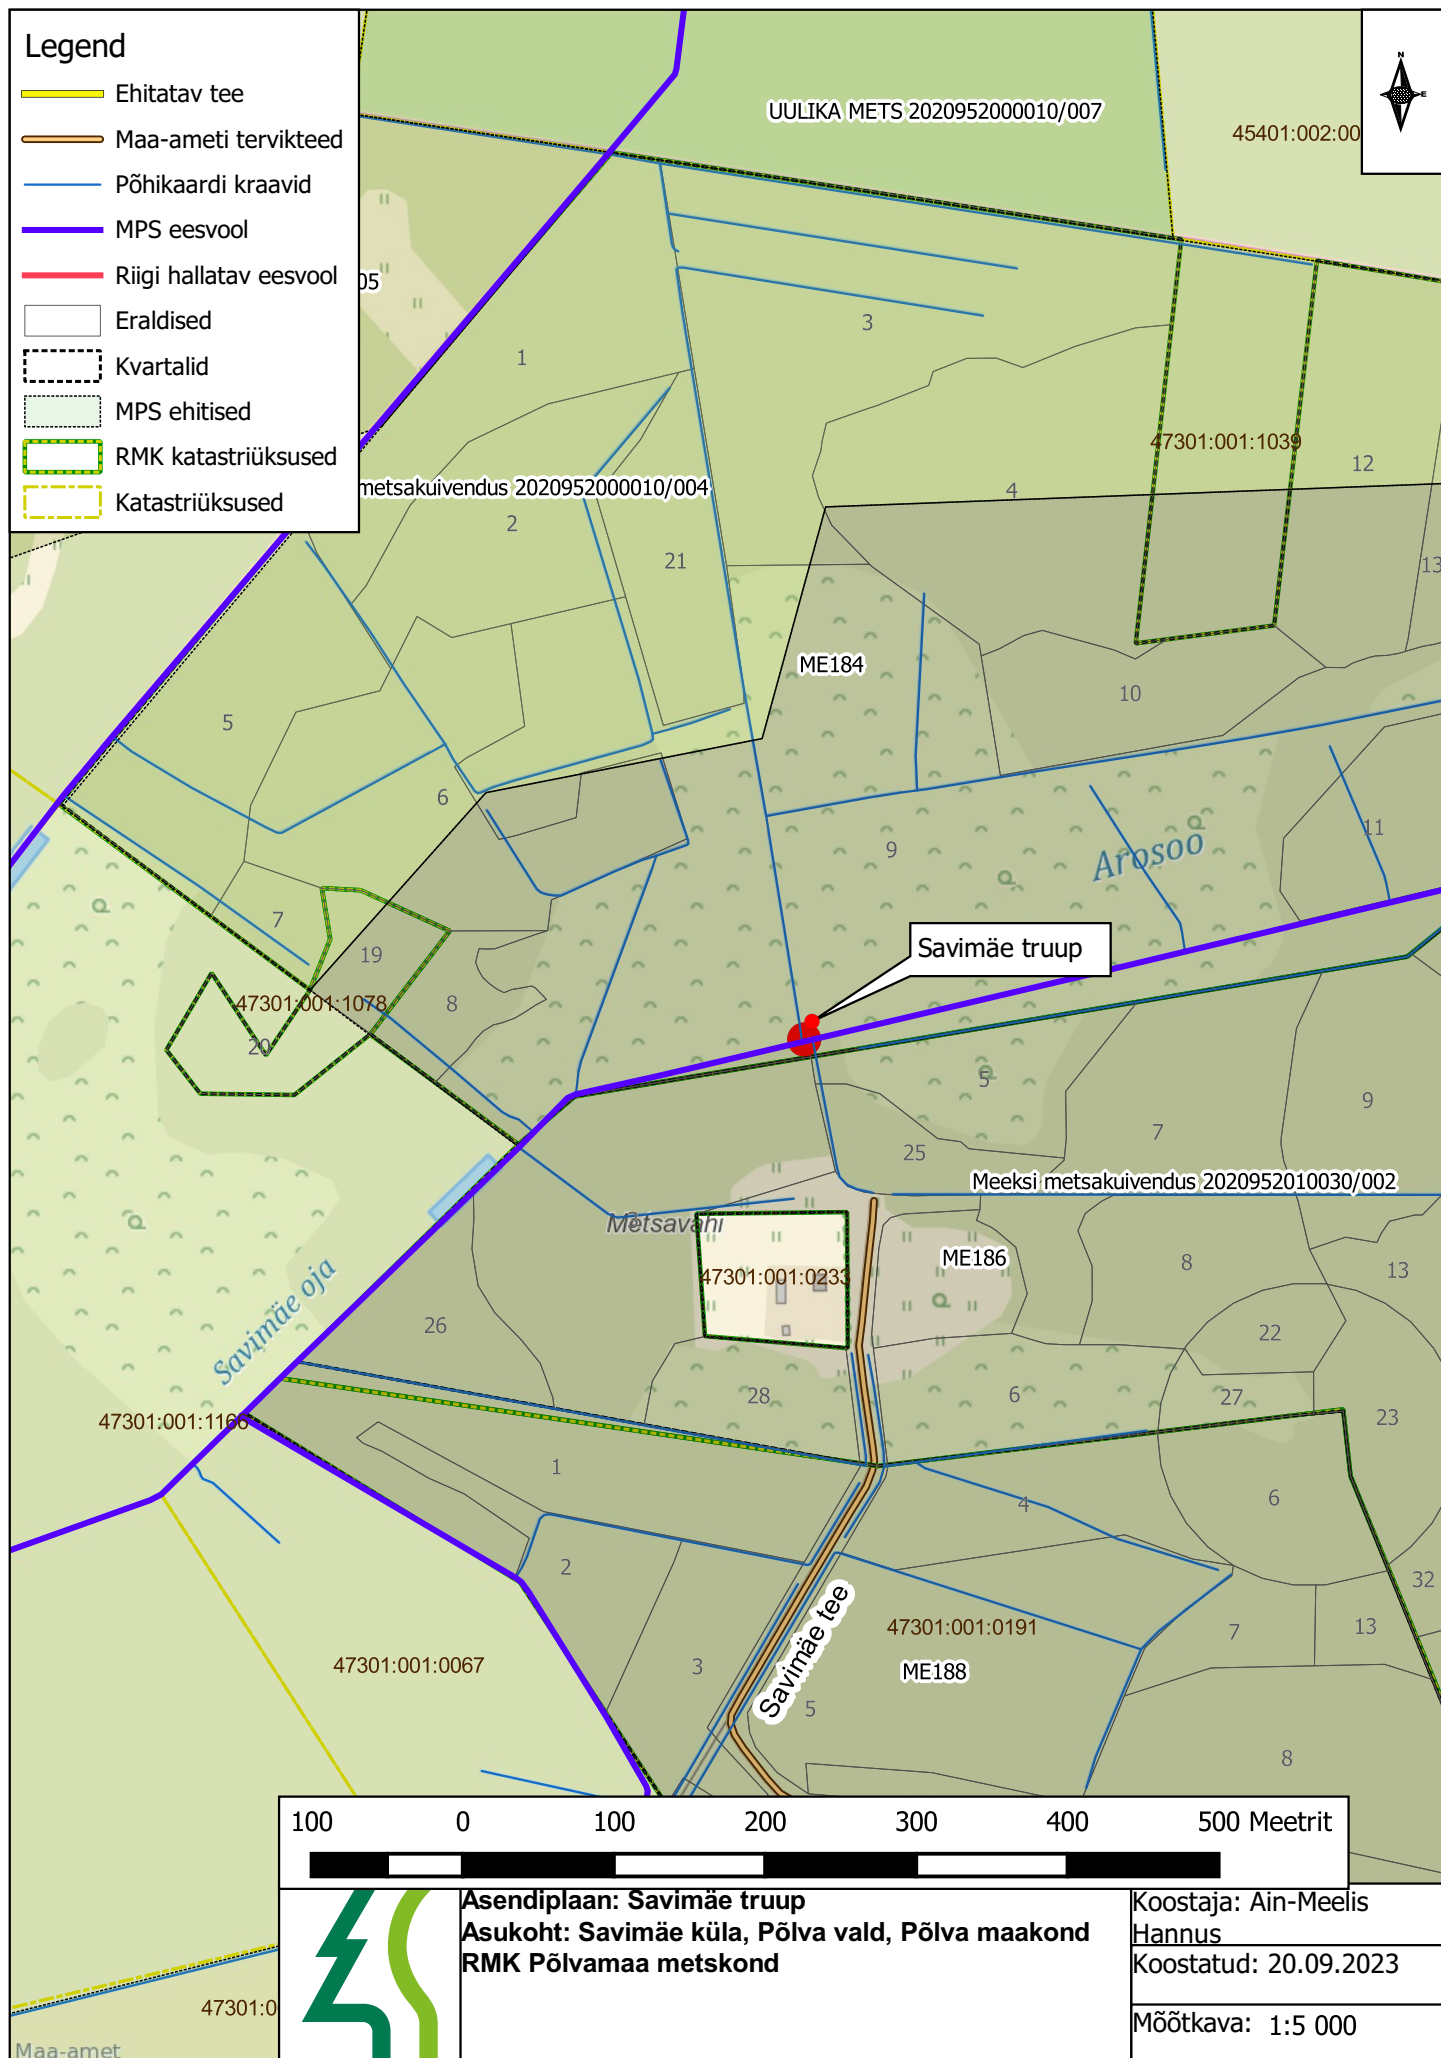 Legend
Ehitatav tee
Maa-ameti tervikteed
Põhikaardi kraavid
MPS eesvool
Riigi hallatav eesvool
Eraldised
Kvartalid
MPS ehitised
RMK katastriüksused
Katastriüksused
N
E
UULIKA METS 2020952000010/007
45401:002:00
05
3
1
47301:001:1039
12
4
metsakuivendus 2020952000010/004
2
21
13
ME184
10
5
6
11
9
Arosoo
7
19
Savimäe truup
47301:001:1078
8
20
5
9
7
25
Meeksi metsakuivendus 2020952010030/002
3
Metsavahi
ME186
8
13
47301:001:0233
Savimäe oja
26
22
28
6
27
23
47301:001:1166
1
6
4
2
32
Savimäe tee
47301:001:0191
7
13
47301:001:0067
3
ME188
5
8
100 0 100 200 300 400 500 Meetrit
Asendiplaan: Savimäe truup
Asukoht: Savimäe küla, Põlva vald, Põlva maakond
RMK Põlvamaa metskond
Koostaja: Ain-Meelis
Hannus
Koostatud: 20.09.2023
Mõõtkava: 1:5 000
47301:0
Maa-amet